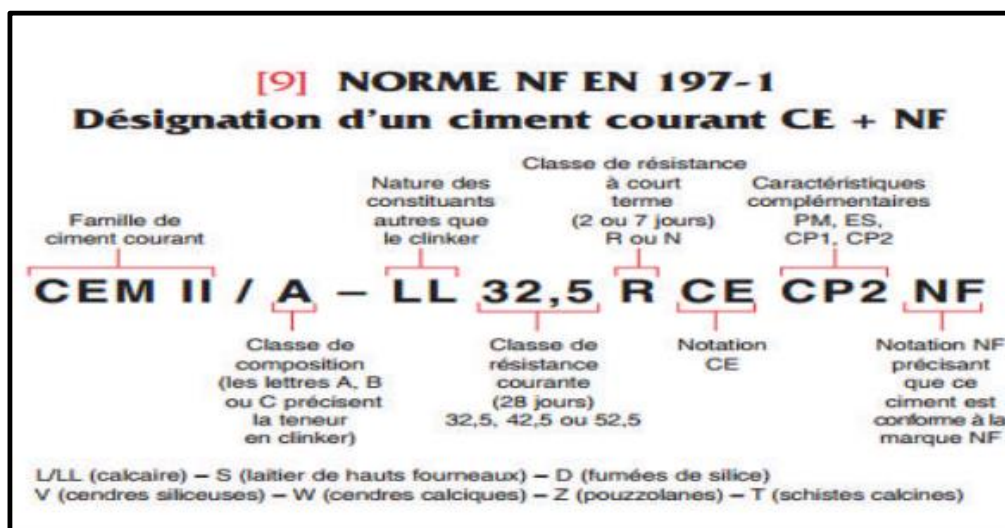 [9] NORME NF EN 197-1
Désignation d'un ciment courant CE + NF
Famille de
ciment courant
Nature des
constituants
autres que
le clinker
Classe de résistance
à court
terme
(2 ou 7 jours)
R ou N
Caractéristiques
complémentaires
PM, ES,
CP1, CP2
CEM II / A – LL 32,5 R CE CP2 NF
Classe de
composition
(les lettres A, B
ou C précisent
la teneur
en clinker)
Classe de
résistance
courante
(28 jours)
32,5, 42,5 ou 52,5
Notation
CE
Notation NF
précisant
que ce
ciment est
conforme à la
marque NF
L/LL (calcaire) – S (laitier de hauts fourneaux) – D (fumées de silice)
V (cendres siliceuses) – W (cendres calciques) – Z (pouzzolanes) – T (schistes calcines)